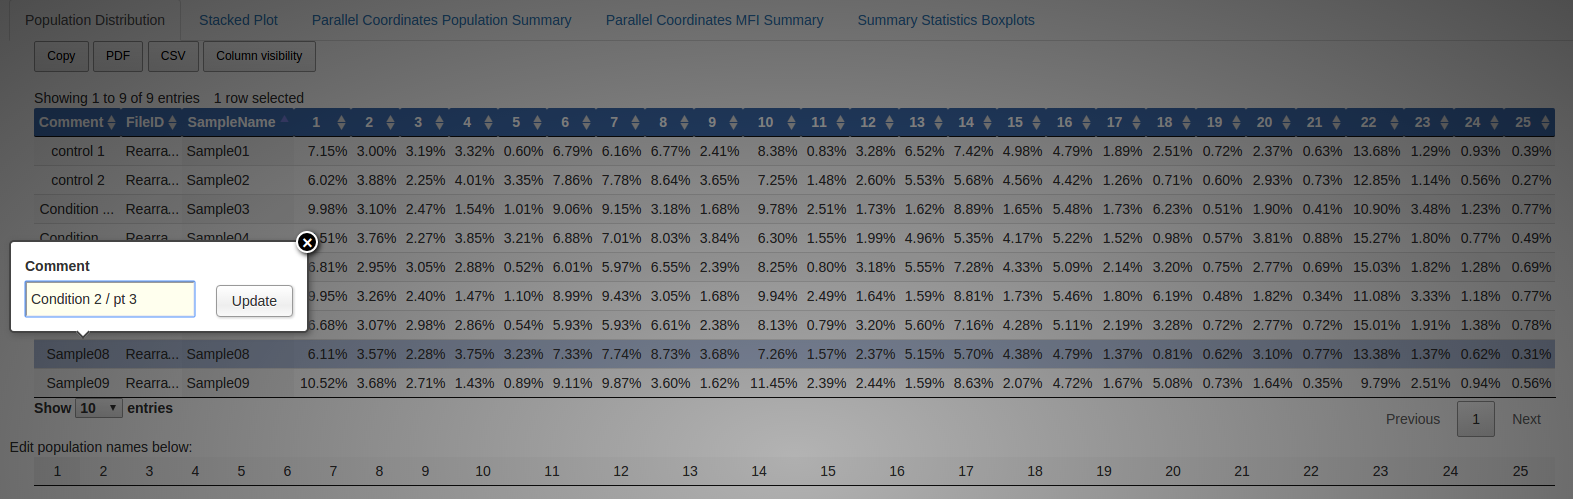 Population Distribution Stacked Plot Parallel Coordinates Population Summary Parallel Coordinates MFI Summary Summary Statistics Boxplots
Copy PDF CSV Column visibility
Showing 1 to 9 of 9 entries 1 row selected
Comment FileID SampleName 1 2 3 4 5 6 7 8 9 10 11 12 13 14 15 16 17 18 19 20 21 22 23 24 25
control 1 Rearra... Sample01 7.15% 3.00% 3.19% 3.32% 0.60% 6.79% 6.16% 6.77% 2.41% 8.38% 0.83% 3.28% 6.52% 7.42% 4.98% 4.79% 1.89% 2.51% 0.72% 2.37% 0.63% 13.68% 1.29% 0.93% 0.39%
control 2 Rearra... Sample02 6.02% 3.88% 2.25% 4.01% 3.35% 7.86% 7.78% 8.64% 3.65% 7.25% 1.48% 2.60% 5.53% 5.68% 4.56% 4.42% 1.26% 0.71% 0.60% 2.93% 0.73% 12.85% 1.14% 0.56% 0.27%
Condition ... Rearra... Sample03 9.98% 3.10% 2.47% 1.54% 1.01% 9.06% 9.15% 3.18% 1.68% 9.78% 2.51% 1.73% 1.62% 8.89% 1.65% 5.48% 1.73% 6.23% 0.51% 1.90% 0.41% 10.90% 3.48% 1.23% 0.77%
Condition Rearra... Sample04 .51% 3.76% 2.27% 3.85% 3.21% 6.88% 7.01% 8.03% 3.84% 6.30% 1.55% 1.99% 4.96% 5.35% 4.17% 5.22% 1.52% 0.98% 0.57% 3.81% 0.88% 15.27% 1.80% 0.77% 0.49%
6.81% 2.95% 3.05% 2.88% 0.52% 6.01% 5.97% 6.55% 2.39% 8.25% 0.80% 3.18% 5.55% 7.28% 4.33% 5.09% 2.14% 3.20% 0.75% 2.77% 0.69% 15.03% 1.82% 1.28% 0.69%
9.95% 3.26% 2.40% 1.47% 1.10% 8.99% 9.43% 3.05% 1.68% 9.94% 2.49% 1.64% 1.59% 8.81% 1.73% 5.46% 1.80% 6.19% 0.48% 1.82% 0.34% 11.08% 3.33% 1.18% 0.77%
6.68% 3.07% 2.98% 2.86% 0.54% 5.93% 5.93% 6.61% 2.38% 8.13% 0.79% 3.20% 5.60% 7.16% 4.28% 5.11% 2.19% 3.28% 0.72% 2.77% 0.72% 15.01% 1.91% 1.38% 0.78%
Comment
Condition 2 / pt 3 Update
Sample08 Rearra... Sample08 6.11% 3.57% 2.28% 3.75% 3.23% 7.33% 7.74% 8.73% 3.68% 7.26% 1.57% 2.37% 5.15% 5.70% 4.38% 4.79% 1.37% 0.81% 0.62% 3.10% 0.77% 13.38% 1.37% 0.62% 0.31%
Sample09 Rearra... Sample09 10.52% 3.68% 2.71% 1.43% 0.89% 9.11% 9.87% 3.60% 1.62% 11.45% 2.39% 2.44% 1.59% 8.63% 2.07% 4.72% 1.67% 5.08% 0.73% 1.64% 0.35% 9.79% 2.51% 0.94% 0.56%
Show 10 entries
Previous 1 Next
Edit population names below:
1 2 3 4 5 6 7 8 9 10 11 12 13 14 15 16 17 18 19 20 21 22 23 24 25